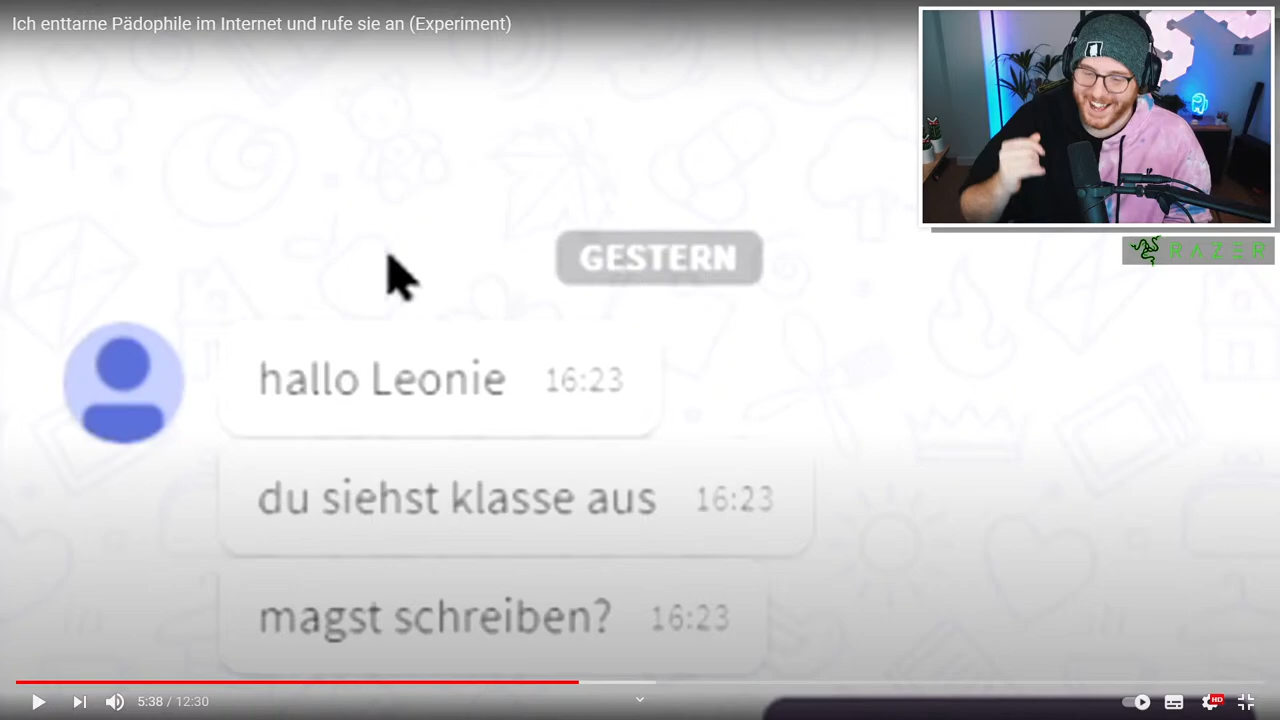 Ich enttarne Pädophile im Internet und rufe sie an (Experiment)
RAZER
GESTERN
hallo Leonie 16:23
du siehst klasse aus 16:23
magst schreiben? 16:23
5:38 / 12:30
HD